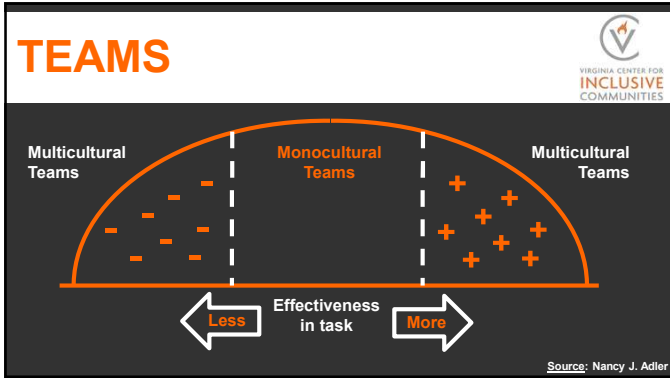 TEAMS
VIRGINIA CENTER FOR
INCLUSIVE
COMMUNITIES
Multicultural
Teams
Monocultural
Teams
Multicultural
Teams
Less
Effectiveness
in task
More
Source: Nancy J. Adler